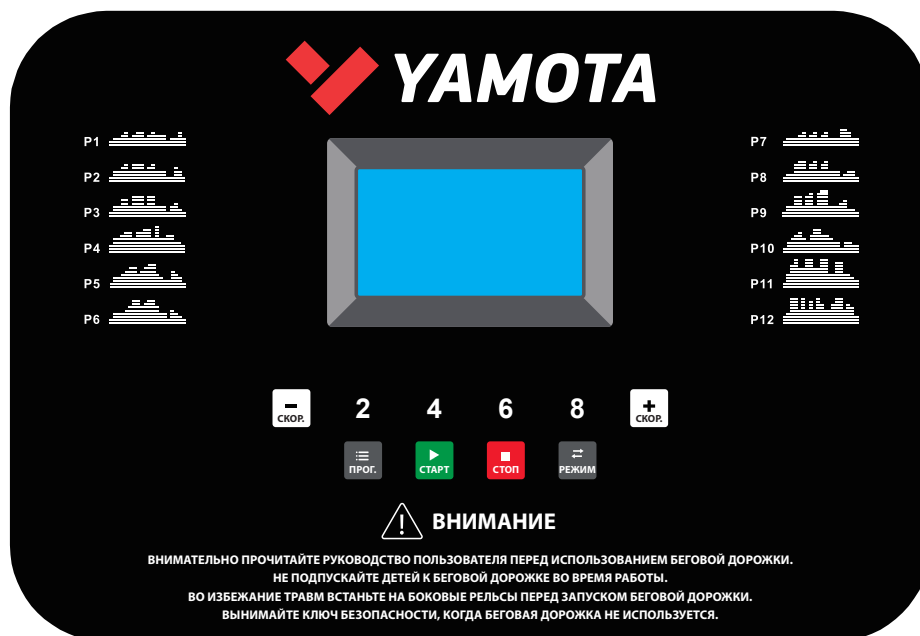 YAMOTA
P1
P2
P3
P4
P5
P6
P7
P8
P9
P10
P11
P12
СКОР.
2 4 6 8
СКОР.
ПРОГ. СТАРТ СТОП РЕЖИМ
ВНИМАНИЕ
ВНИМАТЕЛЬНО ПРОЧИТАЙТЕ РУКОВОДСТВО ПОЛЬЗОВАТЕЛЯ ПЕРЕД ИСПОЛЬЗОВАНИЕМ БЕГОВОЙ ДОРОЖКИ.
НЕ ПОДПУСКАЙТЕ ДЕТЕЙ К БЕГОВОЙ ДОРОЖКЕ ВО ВРЕМЯ РАБОТЫ.
ВО ИЗБЕЖАНИЕ ТРАВМ ВСТАНЬТЕ НА БОКОВЫЕ РЕЛЬСЫ ПЕРЕД ЗАПУСКОМ БЕГОВОЙ ДОРОЖКИ.
ВЫНИМАЙТЕ КЛЮЧ БЕЗОПАСНОСТИ, КОГДА БЕГОВАЯ ДОРОЖКА НЕ ИСПОЛЬЗУЕТСЯ.